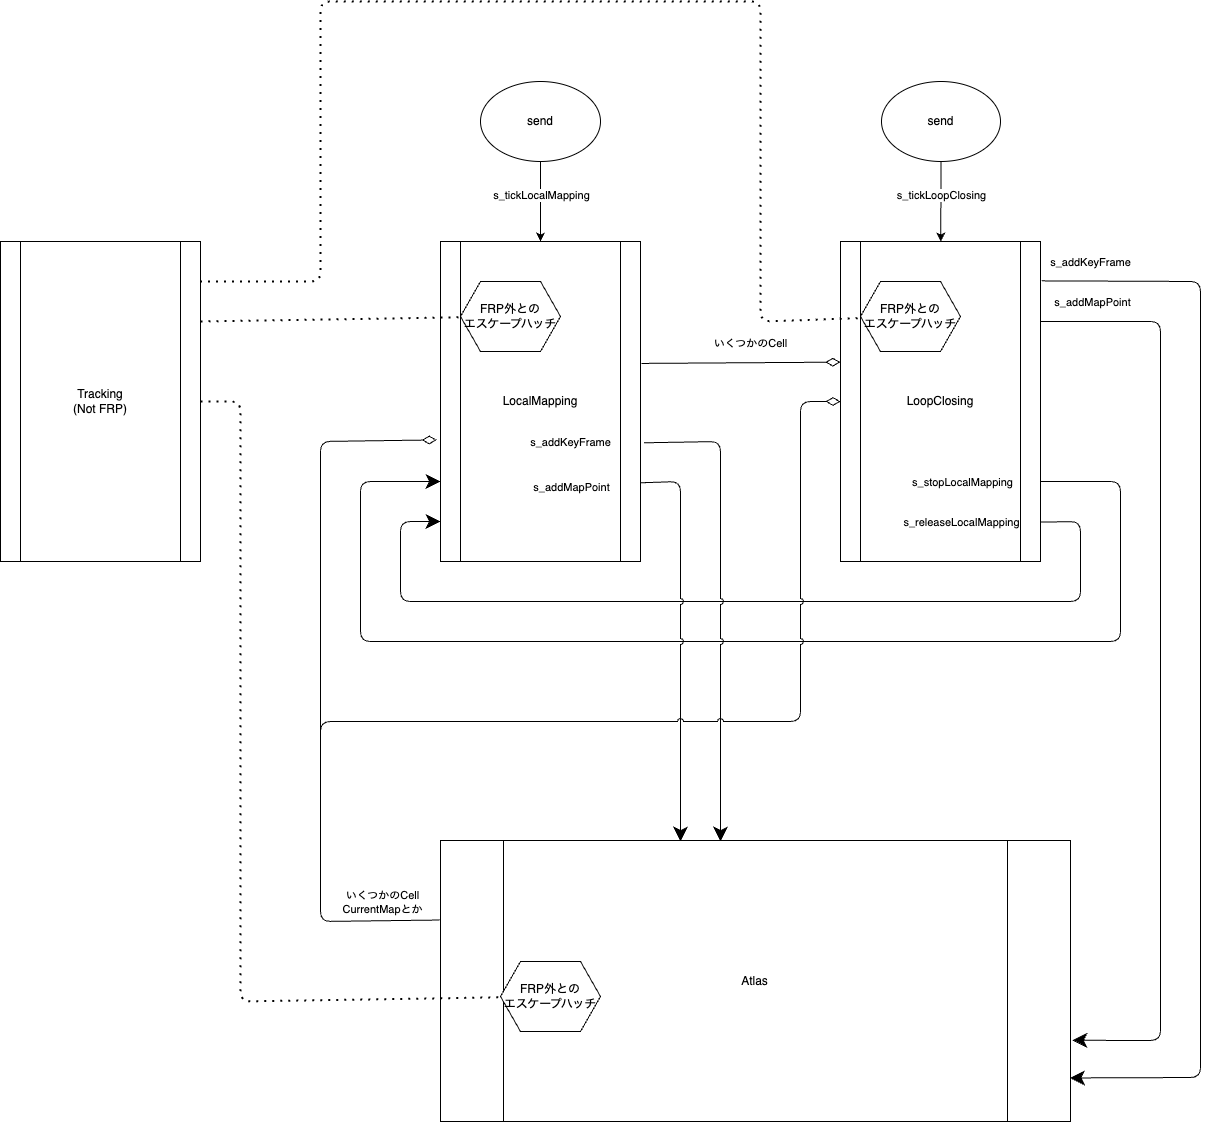 send
send
s_tickLocalMapping
s_tickLoopClosing
s_addKeyFrame
s_addMapPoint
FRP外との
エスケープハッチ
FRP外との
エスケープハッチ
いくつかのCell
Tracking
(Not FRP)
LocalMapping
LoopClosing
s_addKeyFrame
s_addMapPoint
s_stopLocalMapping
s_releaseLocalMapping
いくつかのCell
CurrentMapとか
Atlas
FRP外との
エスケープハッチ